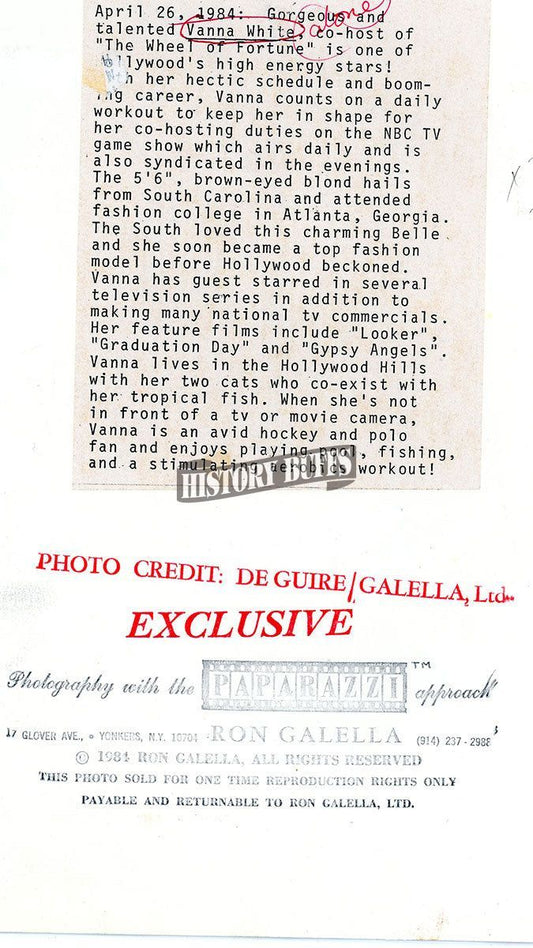 alone
April 26, 1984: Gorgeous and
talented Vanna White, co-host of
"The Wheel of Fortune" is one of
Hollywood's high energy stars!
With her hectic schedule and boom-
ing career, Vanna counts on a daily
workout to keep her in shape for
her co-hosting duties on the NBC TV
game show which airs daily and is
also syndicated in the evenings.
The 5'6", brown-eyed blond hails
from South Carolina and attended
fashion college in Atlanta, Georgia.
The South loved this charming Belle
and she soon became a top fashion
model before Hollywood beckoned.
Vanna has guest starred in several
television series in addition to
making many national tv commercials.
Her feature films include "Looker",
"Graduation Day" and "Gypsy Angels".
Vanna lives in the Hollywood Hills
with her two cats who co-exist with
her tropical fish. When she's not
in front of a tv or movie camera,
Vanna is an avid hockey and polo
fan and enjoys playing pool, fishing,
and a stimulating aerobics workout!
HISTORY BUFFS
PHOTO CREDIT: DE GUIRE/GALELLA, Ltd.
EXCLUSIVE
Photography with the PAPARAZZI™ approach"
17 GLOVER AVE., • YONKERS, N.Y. 10704 · RON GALELLA (914) 237-2988
© 1984 RON GALELLA, ALL RIGHTS RESERVED
THIS PHOTO SOLD FOR ONE TIME REPRODUCTION RIGHTS ONLY
PAYABLE AND RETURNABLE TO RON GALELLA, LTD.